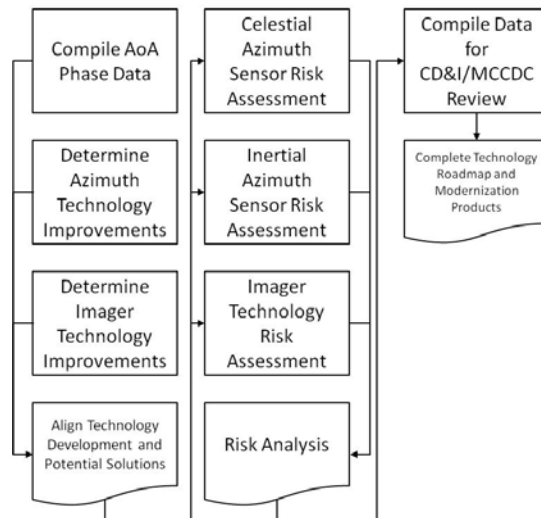 Compile AoA
Phase Data
Determine
Azimuth
Technology
Improvements
Determine
Imager
Technology
Improvements
Align Technology
Development and
Potential Solutions
Celestial
Azimuth
Sensor Risk
Assessment
Inertial
Azimuth
Sensor Risk
Assessment
Imager
Technology
Risk
Assessment
Risk Analysis
Compile Data
for
CD&I/MCCDC
Review
Complete Technology
Roadmap and
Modernization
Products